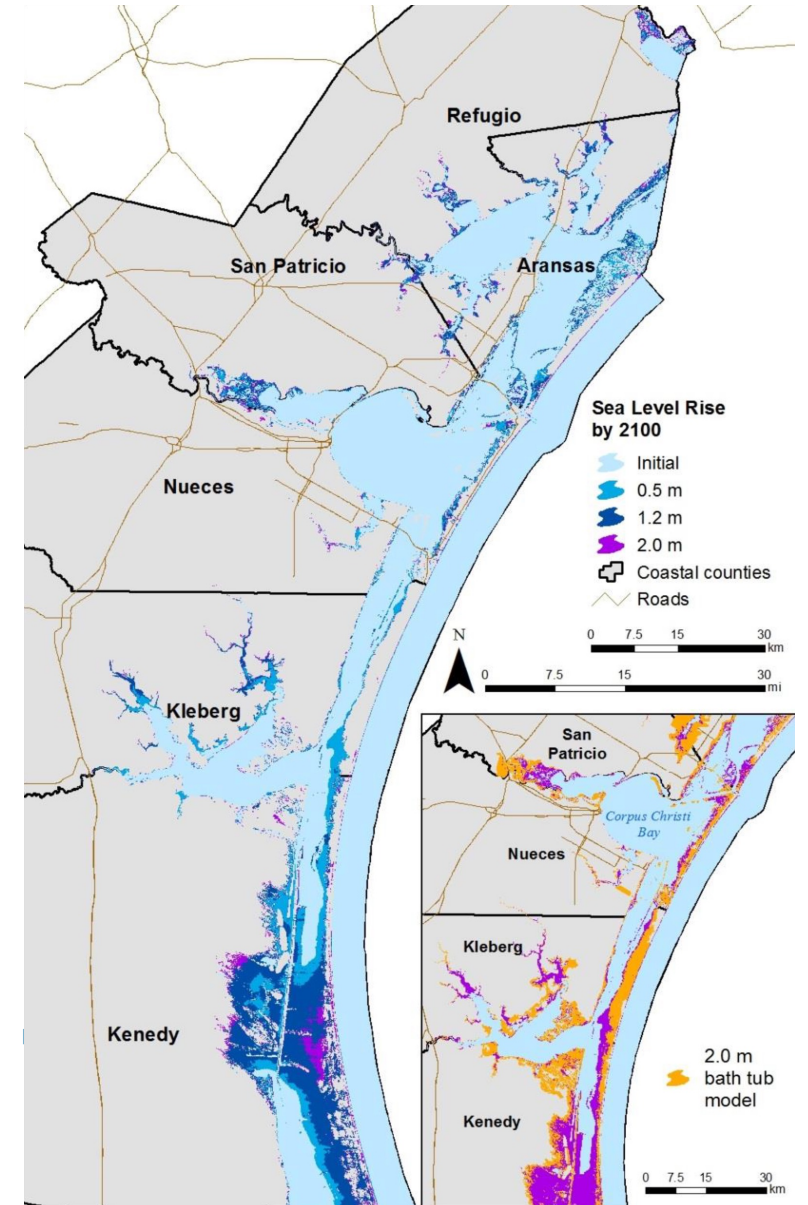 Refugio
San Patricio
Aransas
Sea Level Rise
by 2100
Initial
0.5 m
1.2 m
2.0 m
Coastal counties
Roads
Nueces
N
0 7.5 15 30
km
0 7.5 15 30
mi
Kleberg
Kenedy
San
Patricio
Corpus Christi
Bay
Nueces
Kleberg
Kenedy
2.0 m
bath tub
model
0 7.5 15 30
km